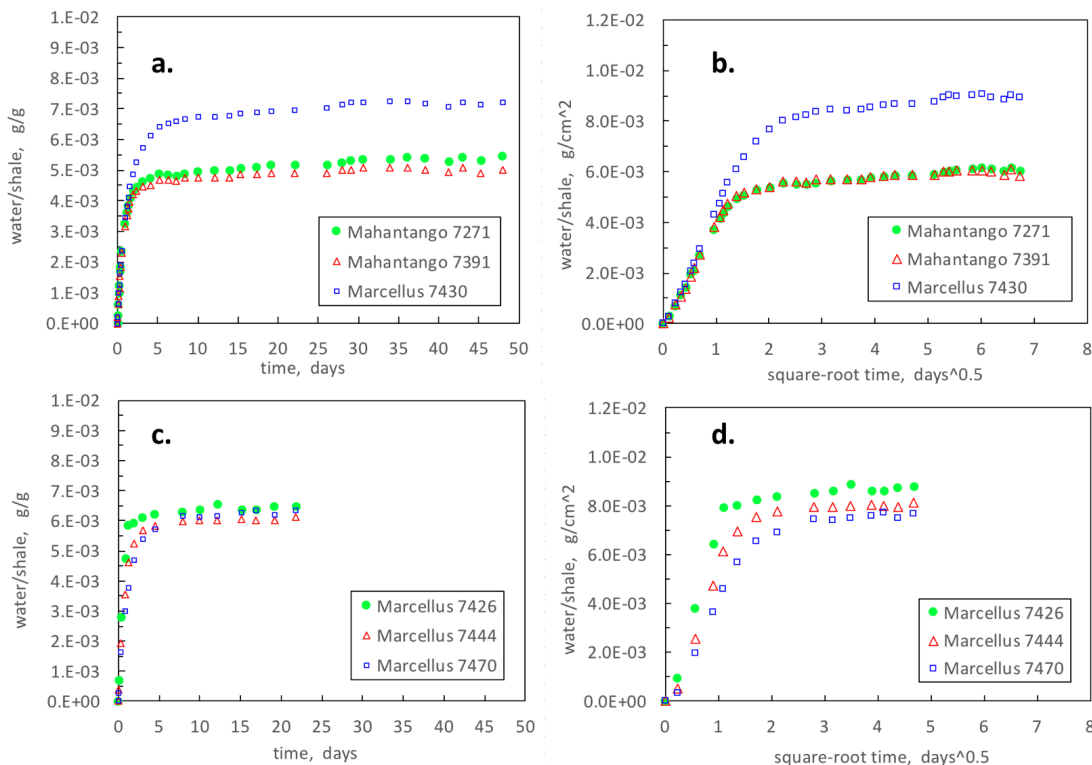 a.
1.E-02
9.E-03
8.E-03
7.E-03
6.E-03
5.E-03
4.E-03
3.E-03
2.E-03
1.E-03
0.E+00
water/shale, g/g
Mahantango 7271
Mahantango 7391
Marcellus 7430
0 5 10 15 20 25 30 35 40 45 50
time, days
b.
1.2E-02
1.0E-02
8.0E-03
6.0E-03
4.0E-03
2.0E-03
0.0E+00
water/shale, g/cm^2
Mahantango 7271
Mahantango 7391
Marcellus 7430
0 1 2 3 4 5 6 7 8
square-root time, days^0.5
c.
1.E-02
9.E-03
8.E-03
7.E-03
6.E-03
5.E-03
4.E-03
3.E-03
2.E-03
1.E-03
0.E+00
water/shale, g/g
Marcellus 7426
Marcellus 7444
Marcellus 7470
0 5 10 15 20 25 30 35 40 45 50
time, days
d.
1.2E-02
1.0E-02
8.0E-03
6.0E-03
4.0E-03
2.0E-03
0.0E+00
water/shale, g/cm^2
Marcellus 7426
Marcellus 7444
Marcellus 7470
0 1 2 3 4 5 6 7 8
square-root time, days^0.5